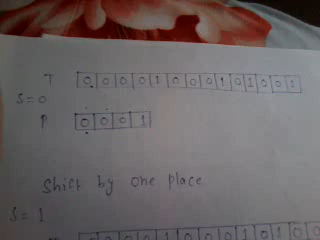 T 0 0 0 0 1 0 0 0 1 0 1 0 0 1
S = 0
P 0 0 0 1
Shift by one place
S = 1